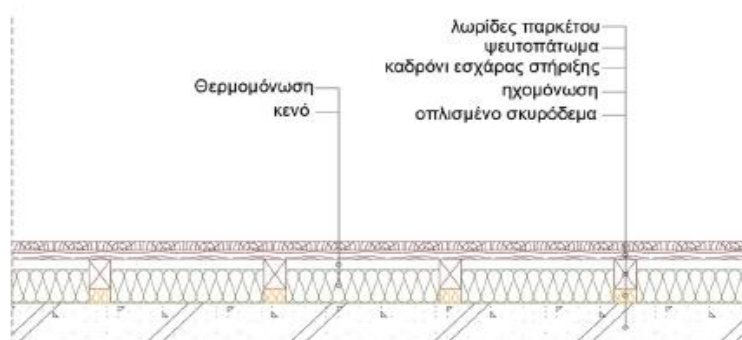 λωρίδες παρκέτου
ψευτοπάτωμα
καδρόνι εσχάρας στήριξης
ηχομόνωση
οπλισμένο σκυρόδεμα
Θερμομόνωση
κενό